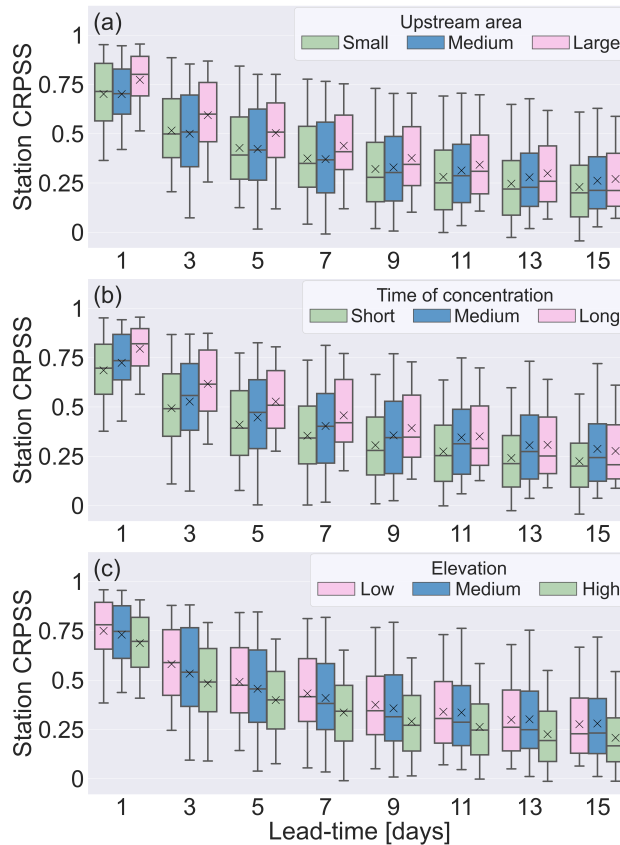 (a)
Upstream area
Small Medium Large
Station CRPSS
1
0.75
0.5
0.25
0
1 3 5 7 9 11 13 15
(b)
Time of concentration
Short Medium Long
Station CRPSS
1
0.75
0.5
0.25
0
1 3 5 7 9 11 13 15
(c)
Elevation
Low Medium High
Station CRPSS
1
0.75
0.5
0.25
0
1 3 5 7 9 11 13 15
Lead-time [days]